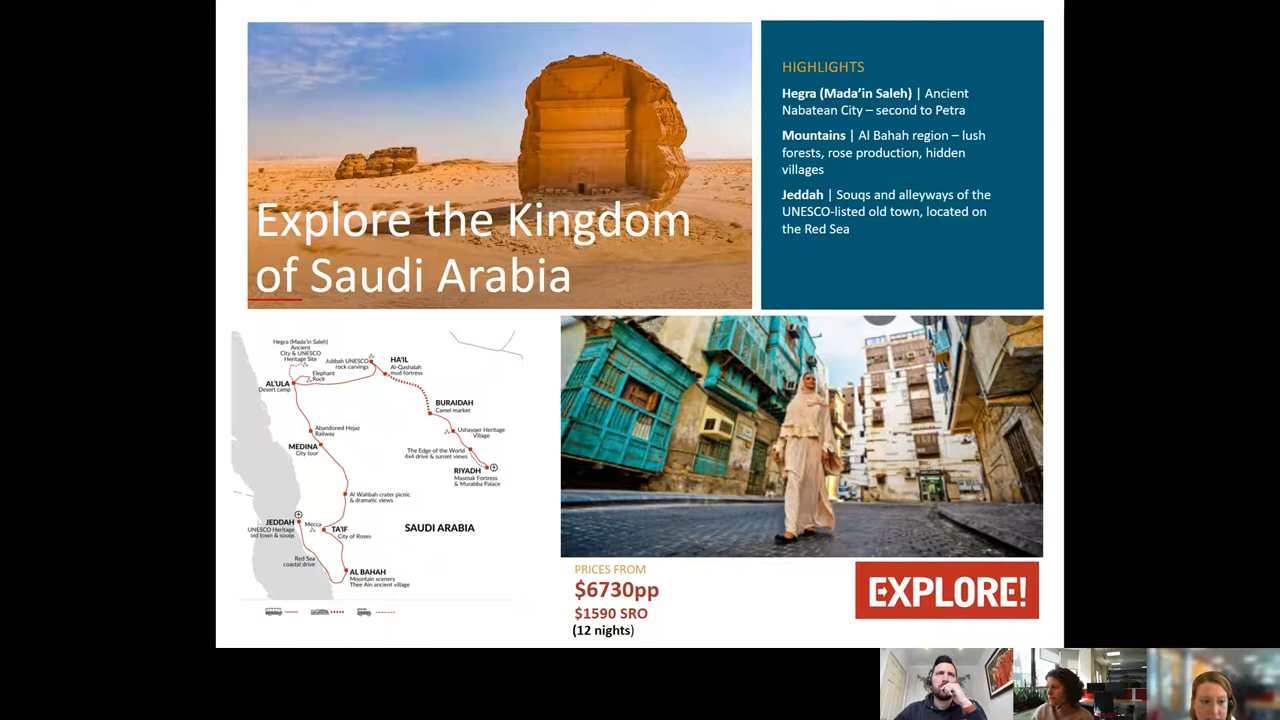 Explore the Kingdom
of Saudi Arabia
HIGHLIGHTS
Hegra (Mada’in Saleh) | Ancient
Nabatean City – second to Petra
Mountains | Al Bahah region – lush
forests, rose production, hidden
villages
Jeddah | Souqs and alleyways of the
UNESCO-listed old town, located on
the Red Sea
Hegra (Mada’in Saleh)
Ancient
City & UNESCO
Heritage Site
Jubbah UNESCO
rock carvings
HA'IL
Al-Qashalah
mud fortress
Elephant
Rock
AL'ULA
Desert camp
BURAIDAH
Camel market
Abandoned Hejaz
Railway
Ushayqer Heritage
Village
MEDINA
City tour
The Edge of the World
4x4 drive & sunset views
RIYADH
Masmak Fortress
& Murabba Palace
Al Wahbah crater picnic
& dramatic views
JEDDAH
UNESCO Heritage
old town & souqs
Mecca
TA'IF
City of Roses
SAUDI ARABIA
Red Sea
coastal drive
AL BAHAH
Mountain scenery
Thee Ain ancient village
PRICES FROM
$6730pp
$1590 SRO
(12 nights)
EXPLORE!